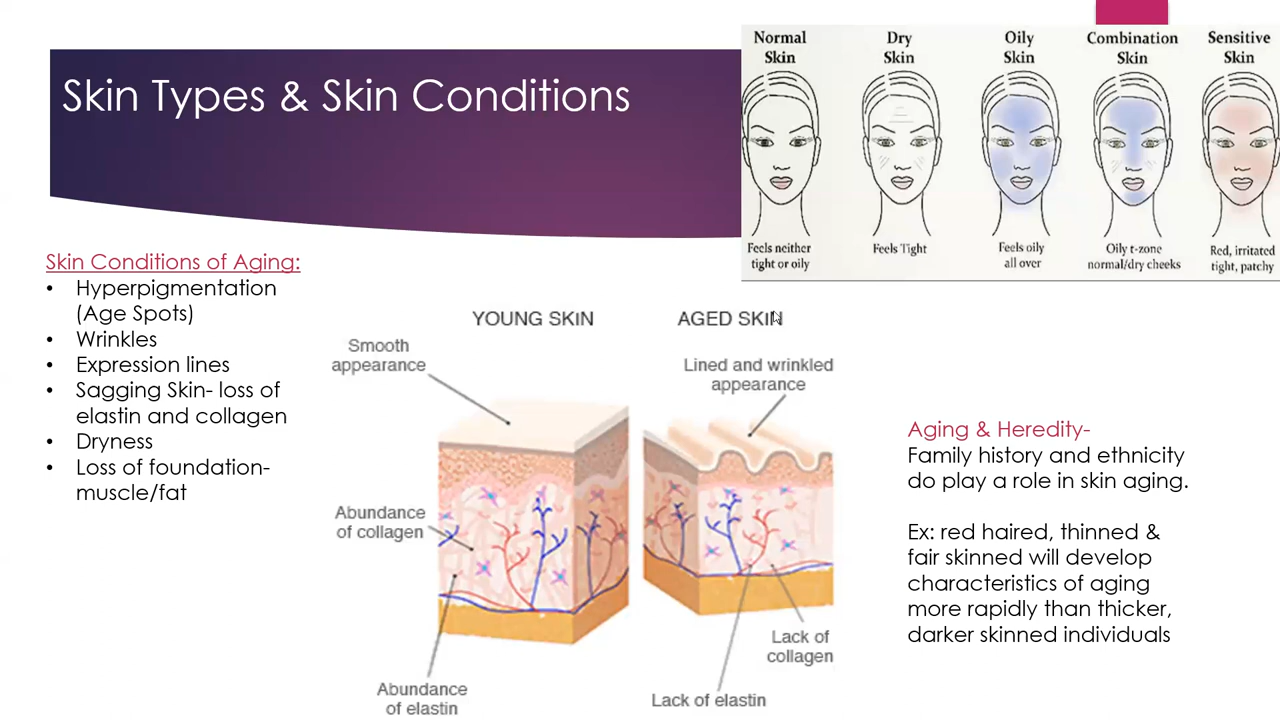 Skin Types & Skin Conditions
Normal
Skin
Dry
Skin
Oily
Skin
Combination
Skin
Sensitive
Skin
Feels neither
tight or oily
Feels Tight
Feels oily
all over
Oily t-zone
normal/dry cheeks
Red, irritated
tight, patchy
Skin Conditions of Aging:
• Hyperpigmentation
(Age Spots)
• Wrinkles
• Expression lines
• Sagging Skin- loss of
elastin and collagen
• Dryness
• Loss of foundation-
muscle/fat
YOUNG SKIN
Smooth
appearance
Abundance
of collagen
Abundance
of elastin
AGED SKIN
Lined and wrinkled
appearance
Lack of
collagen
Lack of elastin
Aging & Heredity-
Family history and ethnicity
do play a role in skin aging.
Ex: red haired, thinned &
fair skinned will develop
characteristics of aging
more rapidly than thicker,
darker skinned individuals